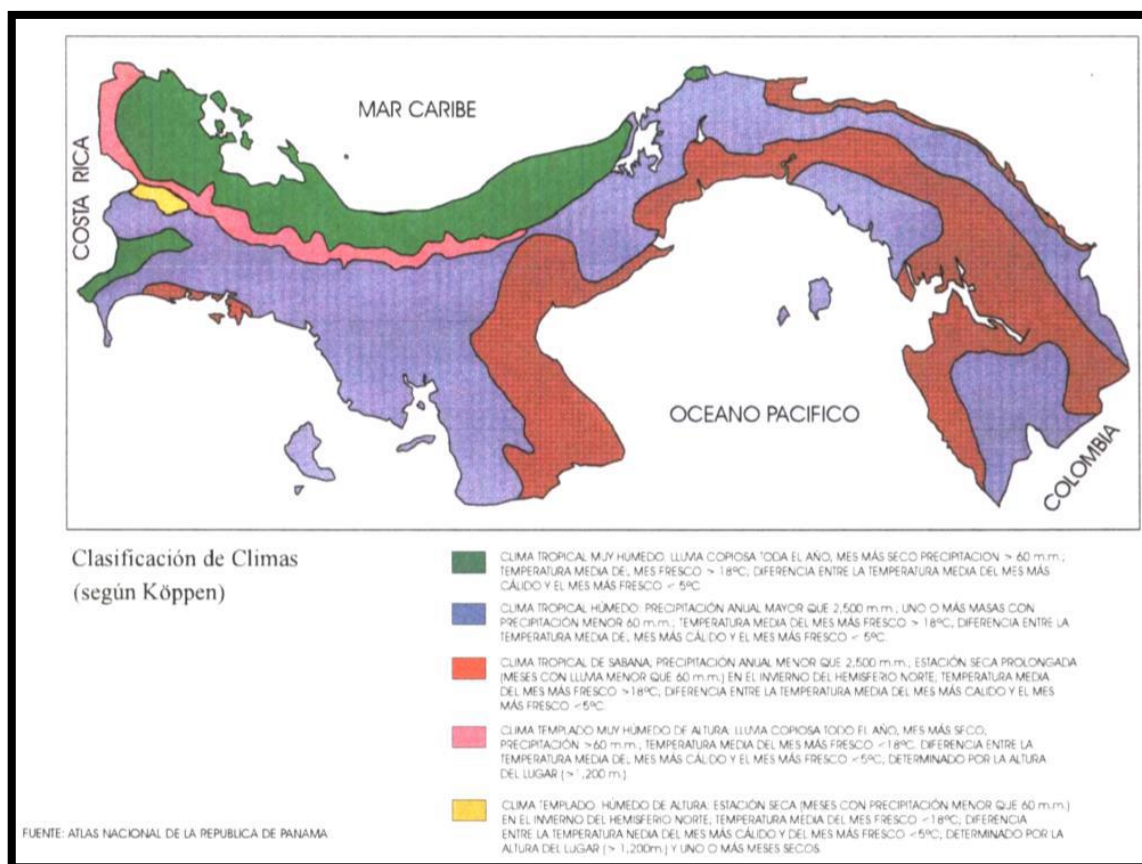 MAR CARIBE
COSTA RICA
OCEANO PACIFICO
COLOMBIA
Clasificación de Climas
(según Köppen)
CLIMA TROPICAL MUY HUMEDO: LLUVIA COPIOSA TODA EL AÑO, MES MÁS SECO PRECIPITACION > 60 m.m.;
TEMPERATURA MEDIA DEL MES FRESCO > 18ºC, DIFERENCIA ENTRE LA TEMPERATURA MEDIA DEL MES MÁS
CÁLIDO Y EL MES MÁS FRESCO < 5ºC
CLIMA TROPICAL HÚMEDO: PRECIPITACIÓN ANUAL MAYOR QUE 2,500 m.m., UNO O MÁS MASAS CON
PRECIPITACIÓN MENOR 60 m.m.; TEMPERATURA MEDIA DEL MES MÁS FRESCO > 18ºC, DIFERENCIA ENTRE LA
TEMPERATURA MEDIA DEL MES MÁS CÁLIDO Y EL MES MÁS FRESCO < 5ºC.
CLIMA TROPICAL DE SABANA, PRECIPITACIÓN ANUAL MENOR QUE 2,500 m.m., ESTACIÓN SECA PROLONGADA
(MESES CON LLUVIA MENOR QUE 60 m.m.) EN EL INVIERNO DEL HEMISFERIO NORTE, TEMPERATURA MEDIA
DEL MES MÁS FRESCO >18ºC, DIFERENCIA ENTRE LA TEMPERATURA MEDIA DEL MES MÁS CALIDO Y EL MES
MÁS FRESCO <5ºC.
CLIMA TEMPLADO MUY HÚMEDO DE ALTURA: LLUVIA COPIOSA TODO EL AÑO, MES MÁS SECO,
PRECIPITACIÓN >60 m.m.; TEMPERATURA MEDIA DEL MES MÁS FRESCO <18ºC. DIFERENCIA ENTRE LA
TEMPERATURA MEDIA DEL MES MÁS CÁLIDO Y EL MES MÁS FRESCO <5ºC, DETERMINADO POR LA ALTURA
DEL LUGAR (>1,200 m.)
CLIMA TEMPLADO HÚMEDO DE ALTURA: ESTACIÓN SECA (MESES CON PRECIPITACIÓN MENOR QUE 60 m.m.)
EN EL INVIERNO DEL HEMISFERIO NORTE, TEMPERATURA MEDIA DEL MES MÁS FRESCO <18ºC, DIFERENCIA
ENTRE LA TEMPERATURA NEDIA DEL MES MÁS CÁLIDO Y DEL MES MÁS FRESCO <5ºC, DETERMINADO POR LA
ALTURA DEL LUGAR (> 1,200m.) Y UNO O MÁS MESES SECOS.
FUENTE: ATLAS NACIONAL DE LA REPUBLICA DE PANAMA